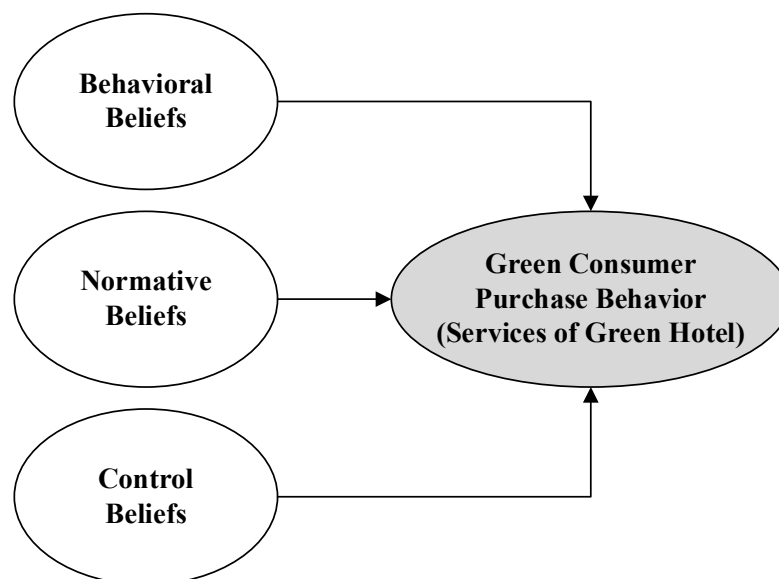 Behavioral
Beliefs
Normative
Beliefs
Green Consumer
Purchase Behavior
(Services of Green Hotel)
Control
Beliefs